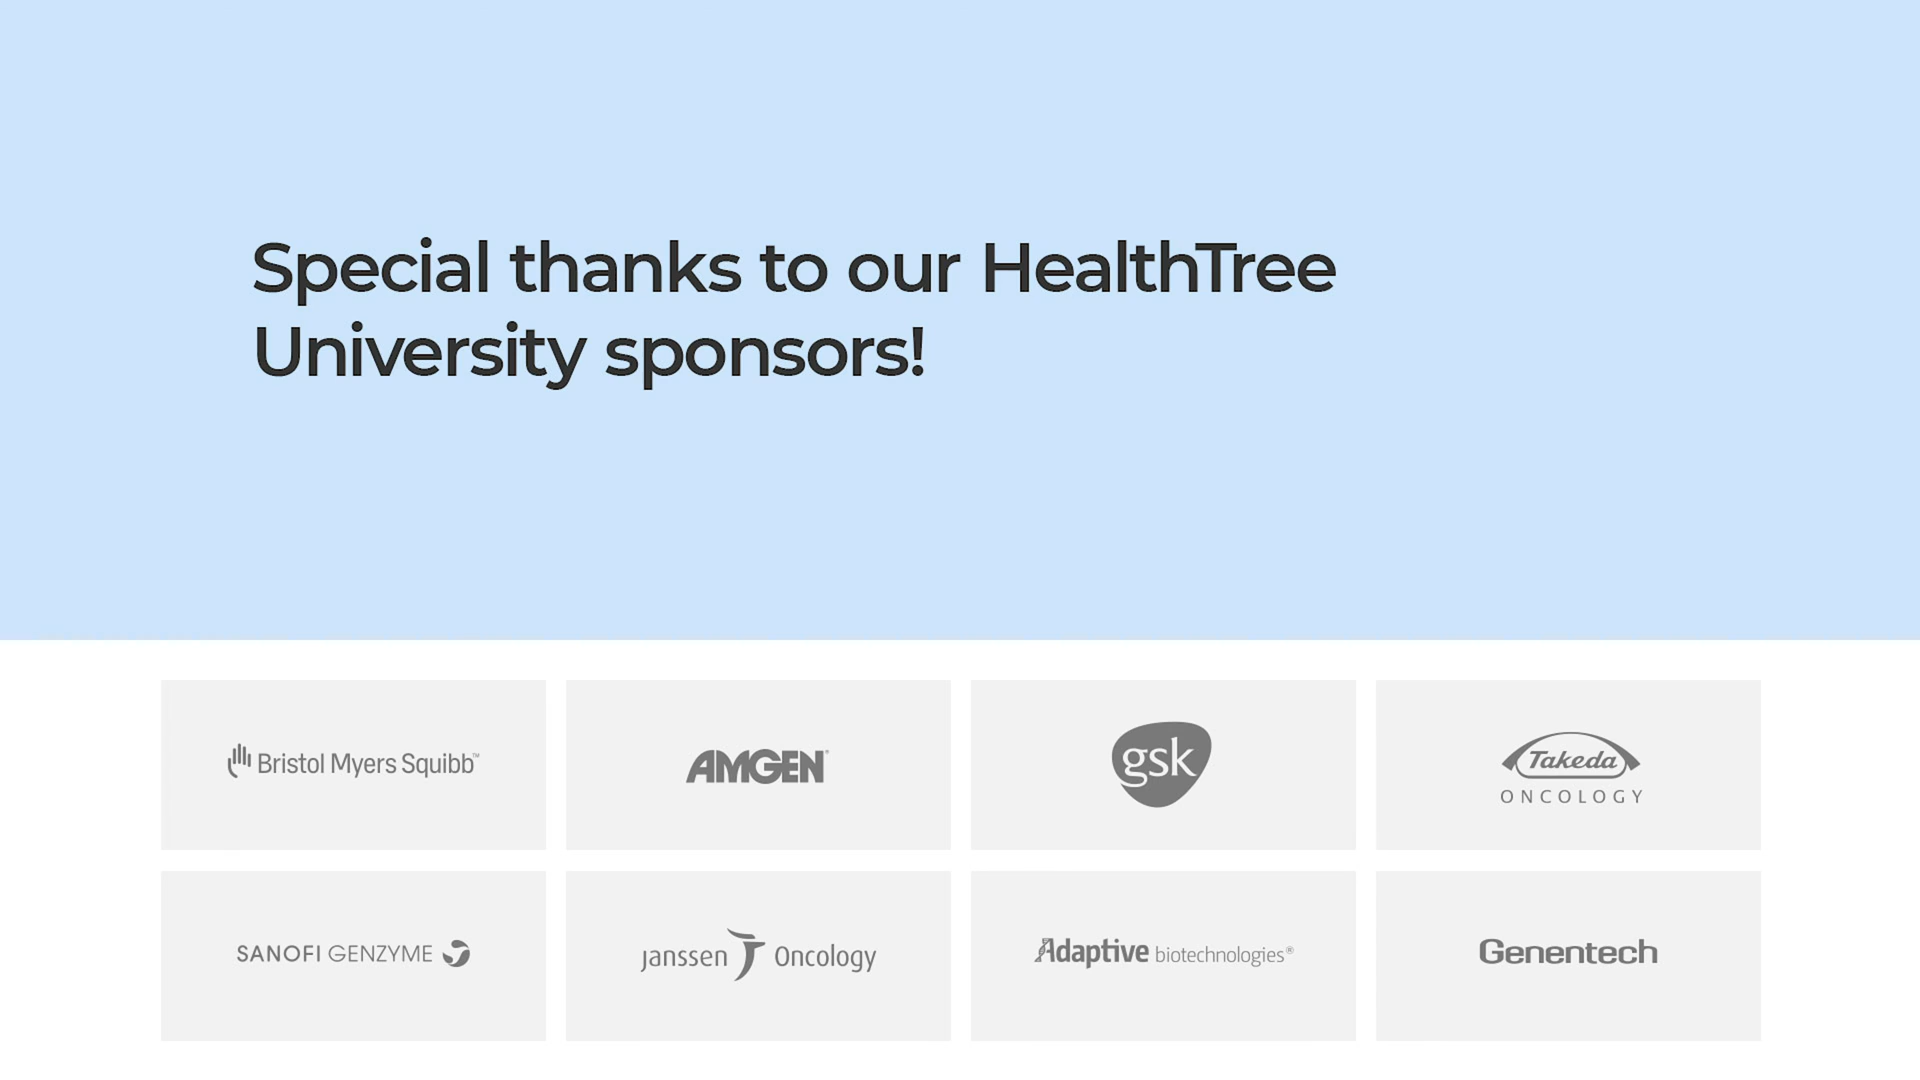 Special thanks to our HealthTree
University sponsors!
Bristol Myers Squibb™
AMGEN®
gsk
Takeda
ONCOLOGY
SANOFI GENZYME
Janssen Oncology
Adaptive biotechnologies®
Genentech